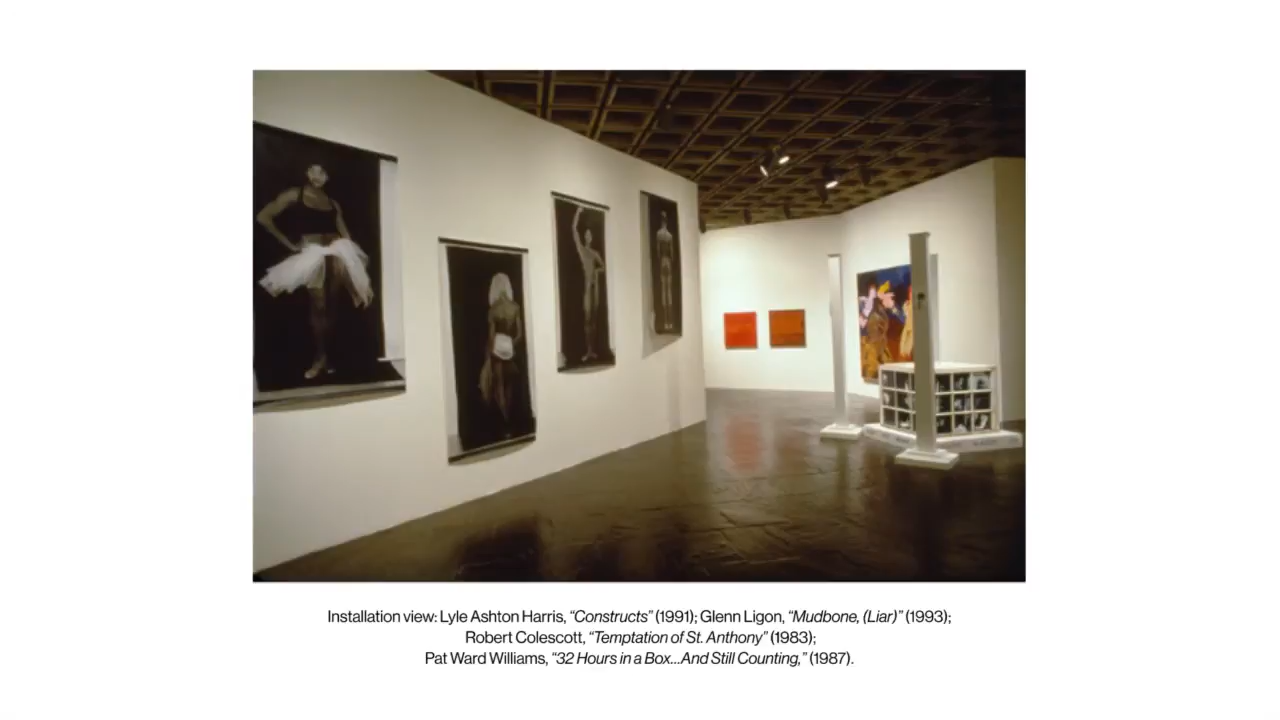 Installation view: Lyle Ashton Harris, “Constructs” (1991); Glenn Ligon, “Mudbone, (Liar)” (1993);
Robert Colescott, “Temptation of St. Anthony” (1983);
Pat Ward Williams, “32 Hours in a Box...And Still Counting,” (1987).